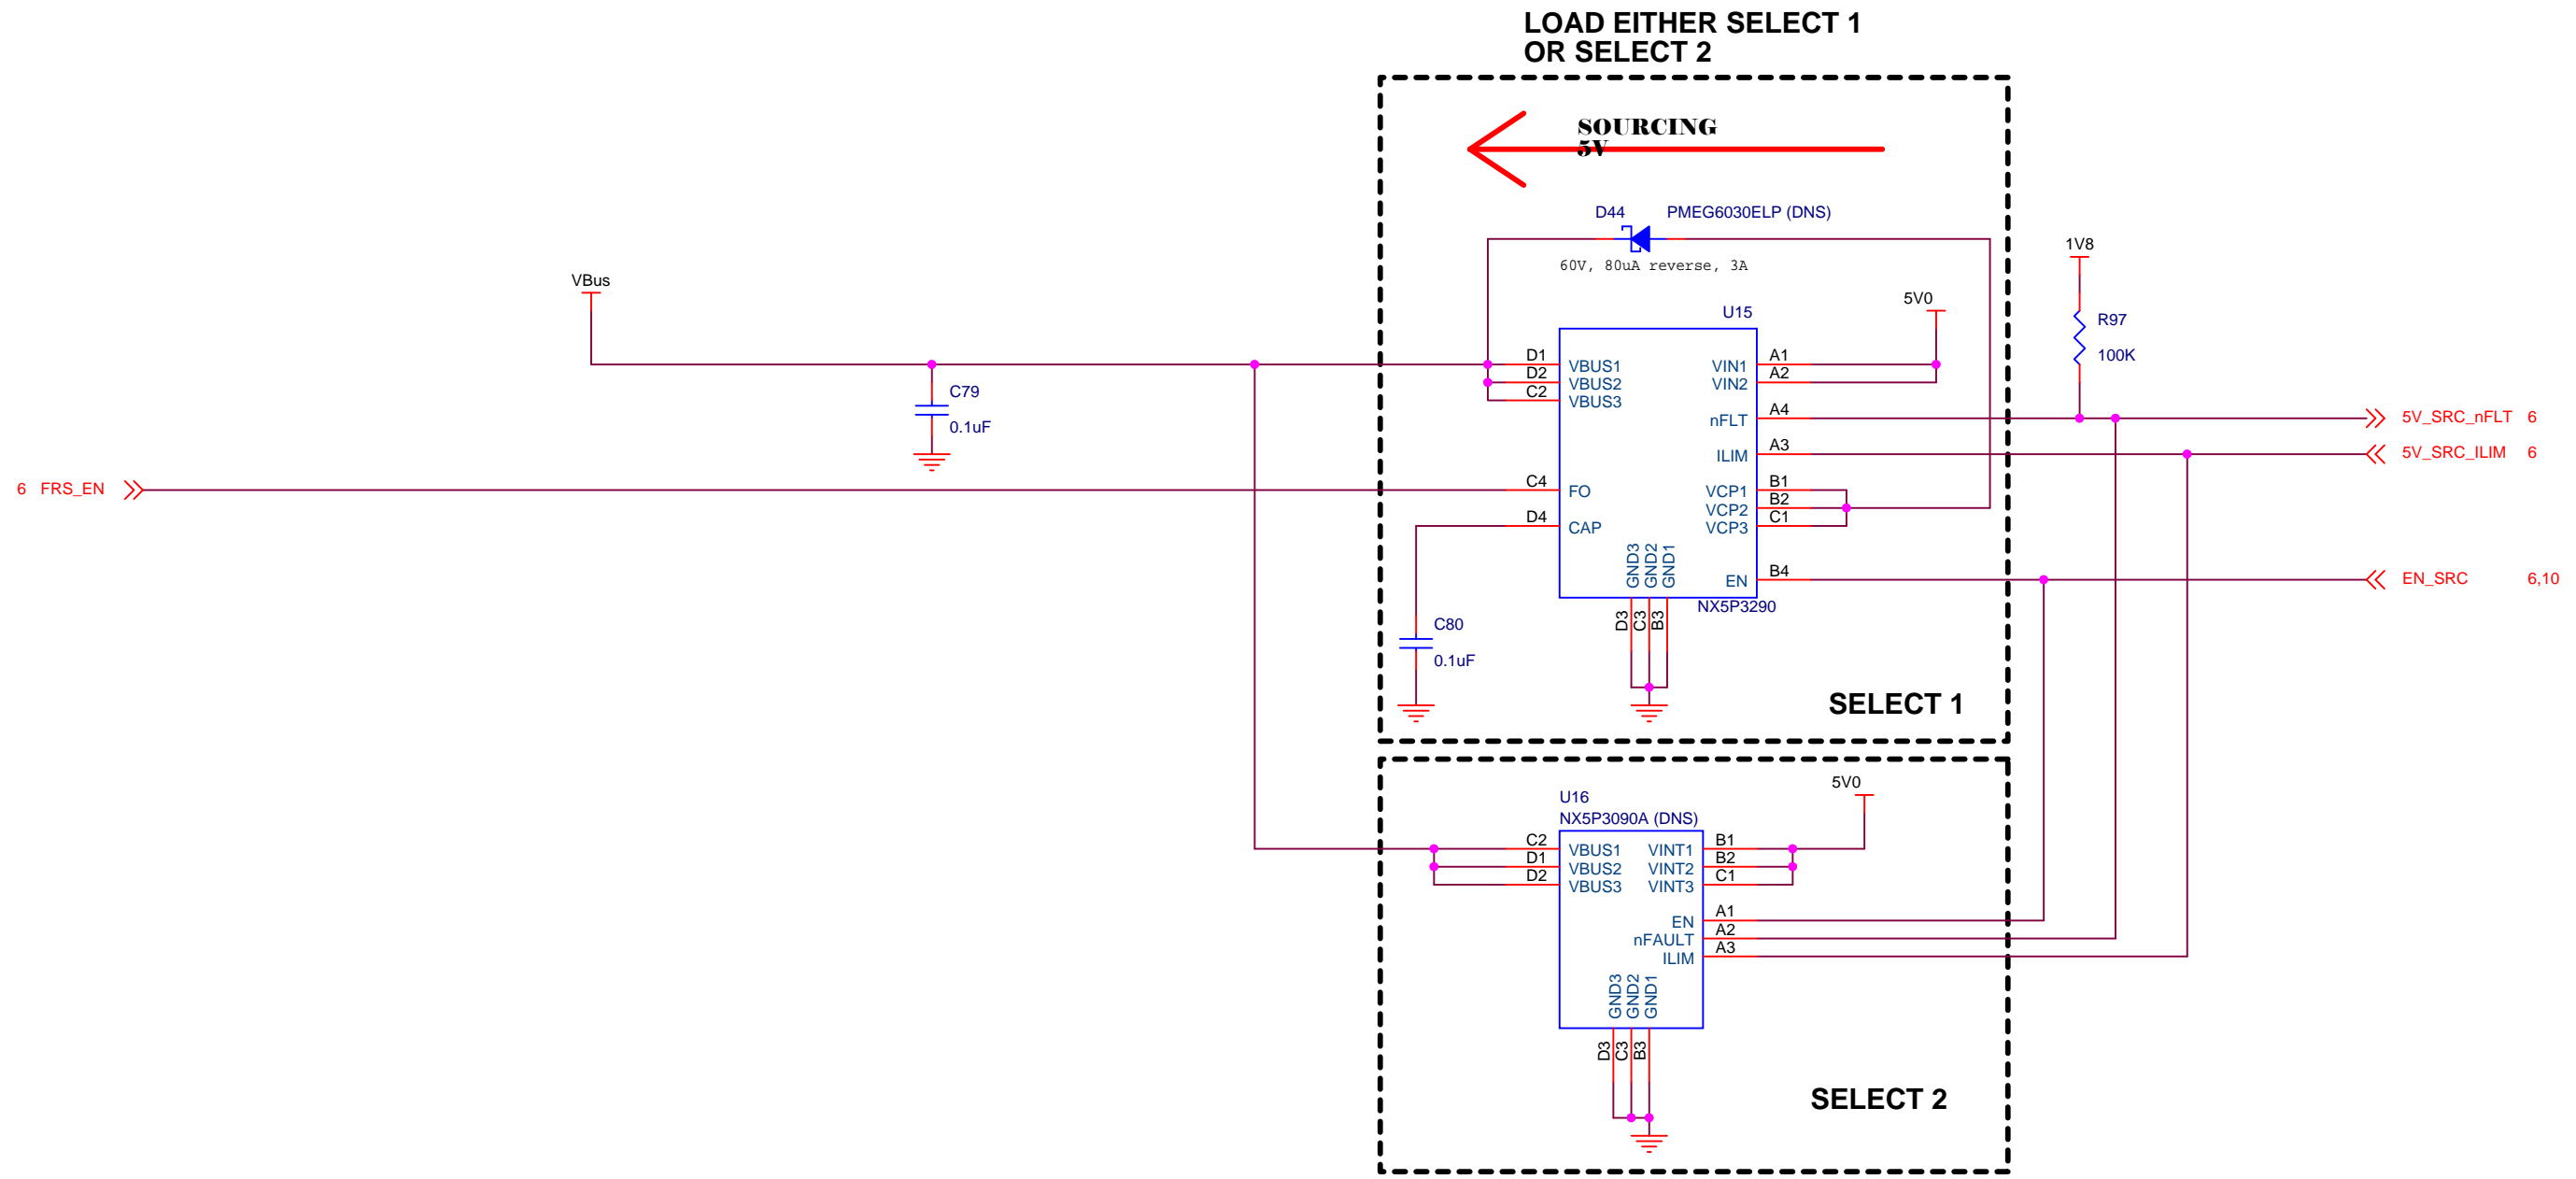 LOAD EITHER SELECT 1
OR SELECT 2
SOURCING
5V
D44 PMEG6030ELP (DNS)
60V, 80uA reverse, 3A
VBus
1V8
R97
100K
5V0
U15
D1 VBUS1
D2 VBUS2
C2 VBUS3
C4 FO
D4 CAP
VIN1 A1
VIN2 A2
nFLT A4
ILIM A3
VCP1 B1
VCP2 B2
VCP3 C1
EN B4
GND3 GND2 GND1
D3 C3 B3
NX5P3290
C79
0.1uF
6 FRS_EN
5V_SRC_nFLT 6
5V_SRC_ILIM 6
EN_SRC 6,10
C80
0.1uF
SELECT 1
5V0
U16
NX5P3090A (DNS)
C2 VBUS1
D1 VBUS2
D2 VBUS3
VINT1 B1
VINT2 B2
VINT3 C1
EN A1
nFAULT A2
ILIM A3
GND3 GND2 GND1
D3 C3 B3
SELECT 2